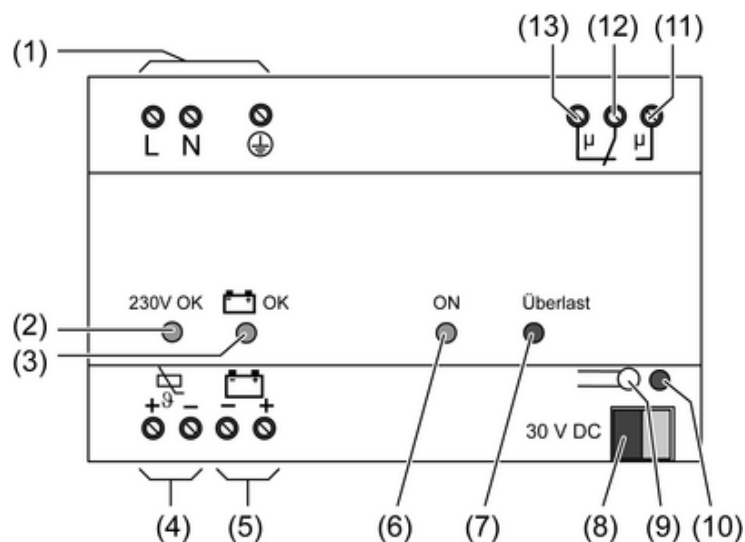 (1)
(13) (12) (11)
L N
µ µ
230V OK OK ON Überlast
(2)
(3)
+ ϑ − − +
30 V DC
(4) (5) (6) (7) (8) (9) (10)